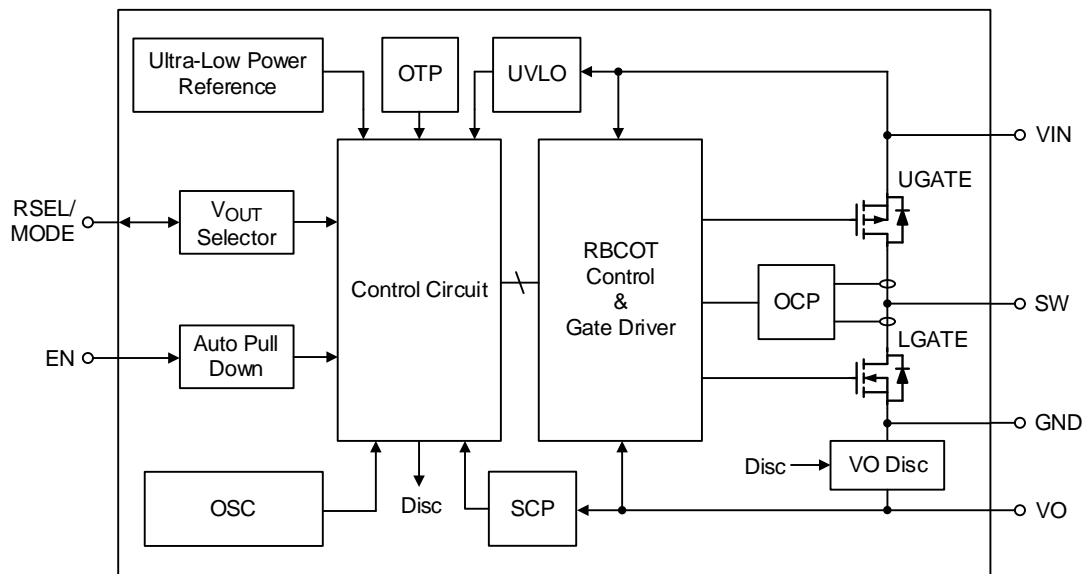 Ultra-Low Power
Reference
OTP
UVLO
VIN
UGATE
RSEL/
MODE
VOUT
Selector
Control Circuit
RBCOT
Control
&
Gate Driver
OCP
SW
EN
Auto Pull
Down
LGATE
GND
Disc
VO Disc
OSC
Disc
SCP
VO